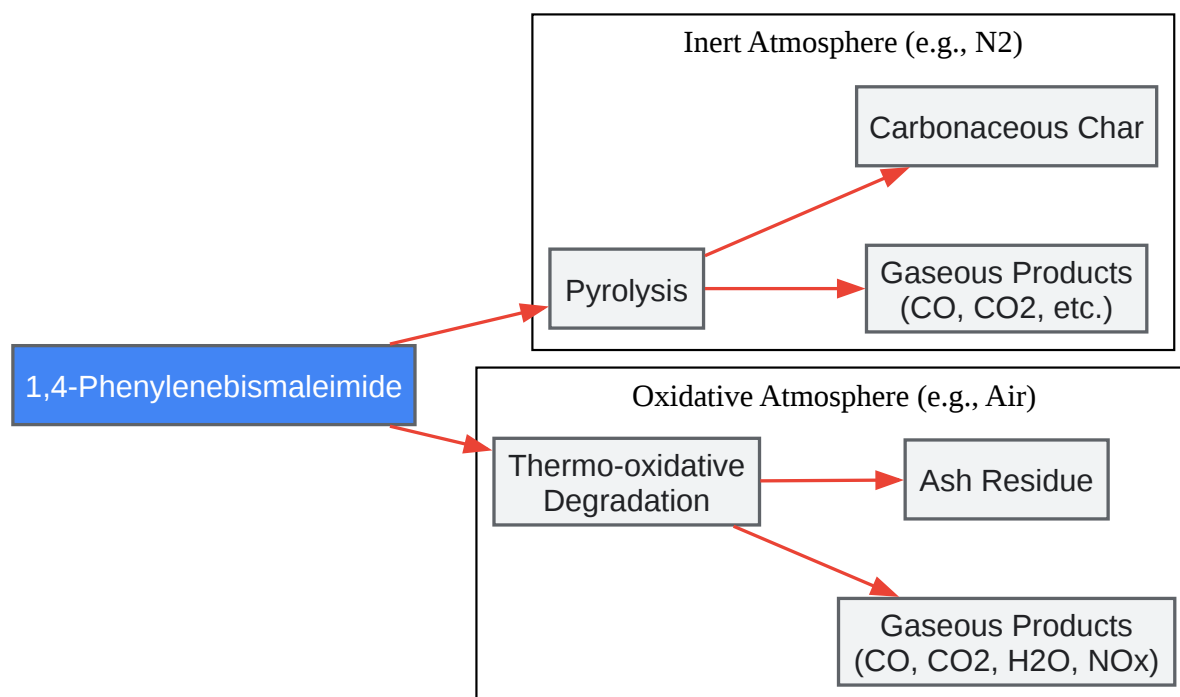 Inert Atmosphere (e.g., N2)
Carbonaceous Char
Pyrolysis
Gaseous Products
(CO, CO2, etc.)
1,4-Phenylenebismaleimide
Oxidative Atmosphere (e.g., Air)
Thermo-oxidative
Degradation
Ash Residue
Gaseous Products
(CO, CO2, H2O, NOx)